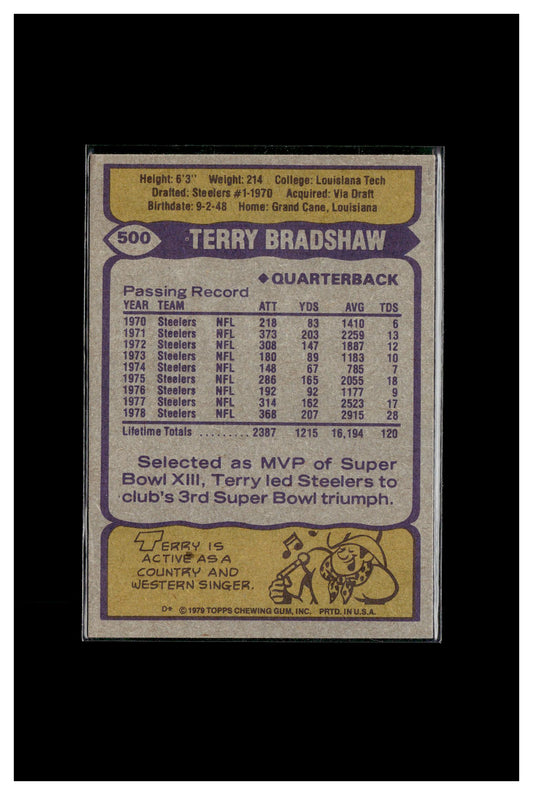 Height: 6'3" Weight: 214 College: Louisiana Tech
Drafted: Steelers #1-1970 Acquired: Via Draft
Birthdate: 9-2-48 Home: Grand Cane, Louisiana
500 TERRY BRADSHAW
◆ QUARTERBACK
Passing Record
YEAR TEAM ATT YDS AVG TDS
1970 Steelers NFL 218 83 1410 6
1971 Steelers NFL 373 203 2259 13
1972 Steelers NFL 308 147 1887 12
1973 Steelers NFL 180 89 1183 10
1974 Steelers NFL 148 67 785 7
1975 Steelers NFL 286 165 2055 18
1976 Steelers NFL 192 92 1177 9
1977 Steelers NFL 314 162 2523 17
1978 Steelers NFL 368 207 2915 28
Lifetime Totals ......... 2387 1215 16,194 120
Selected as MVP of Super
Bowl XIII, Terry led Steelers to
club's 3rd Super Bowl triumph.
TERRY IS
ACTIVE AS A
COUNTRY AND
WESTERN SINGER.
D* © 1979 TOPPS CHEWING GUM, INC. PRTD. IN U.S.A.